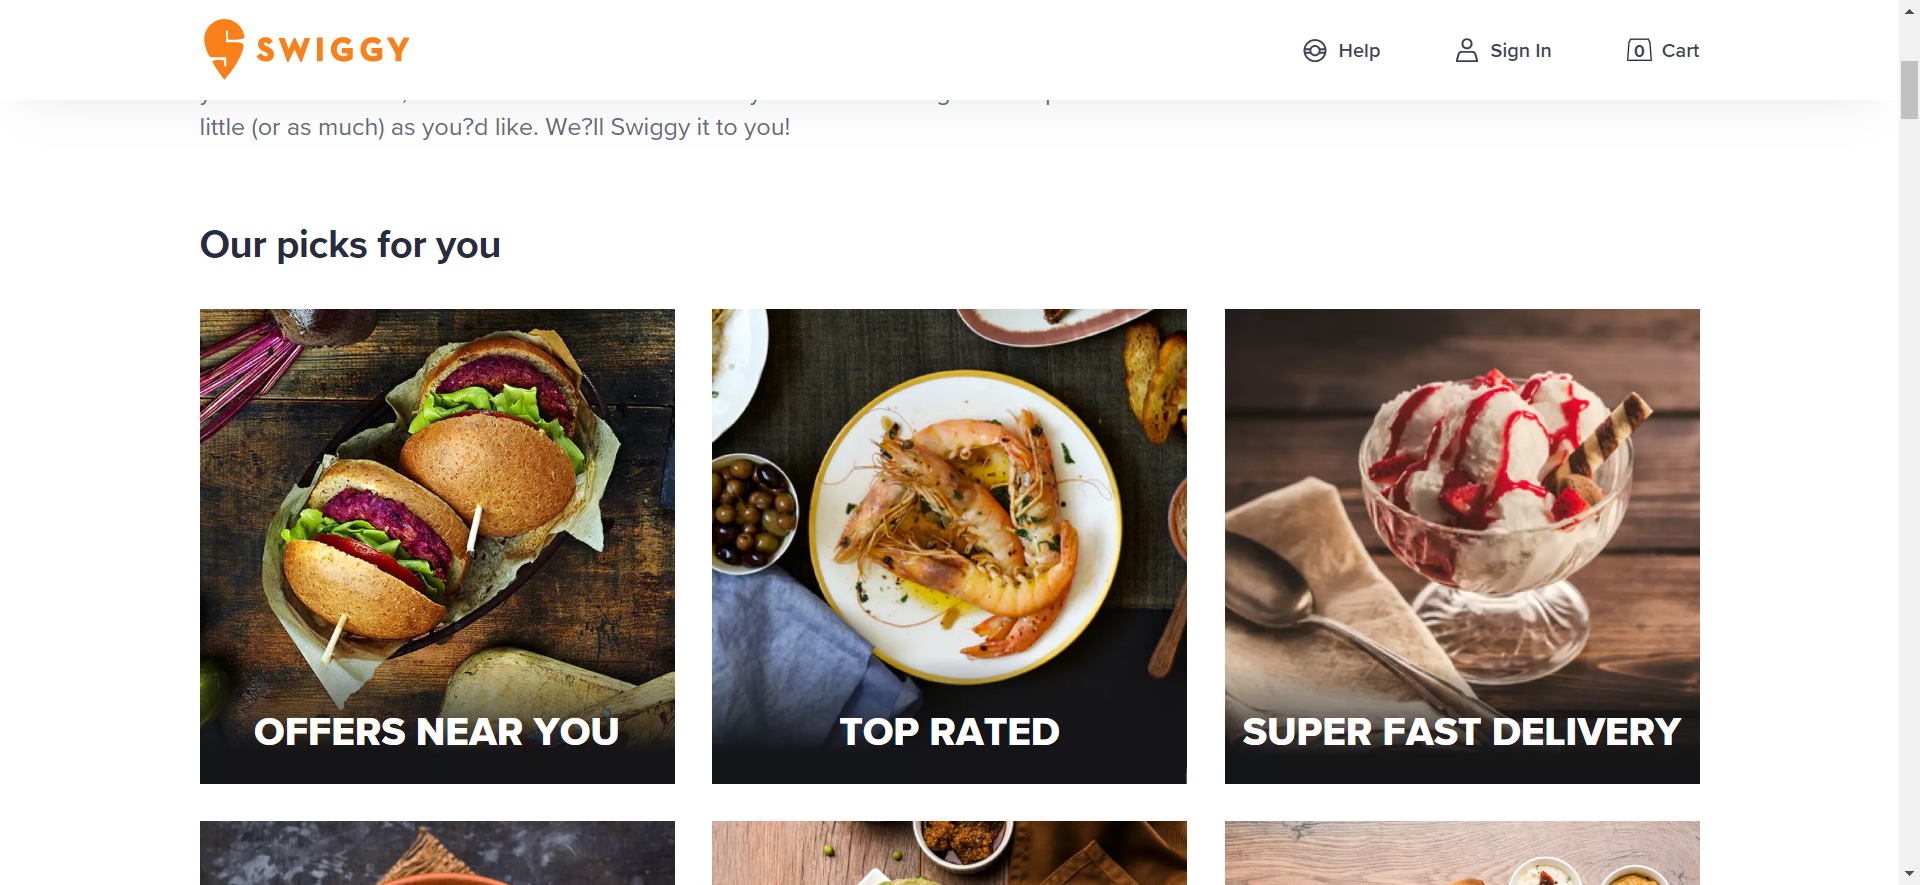 SWIGGY
Help
Sign In
0
Cart
little (or as much) as you?d like. We?ll Swiggy it to you!
Our picks for you
OFFERS NEAR YOU
TOP RATED
SUPER FAST DELIVERY